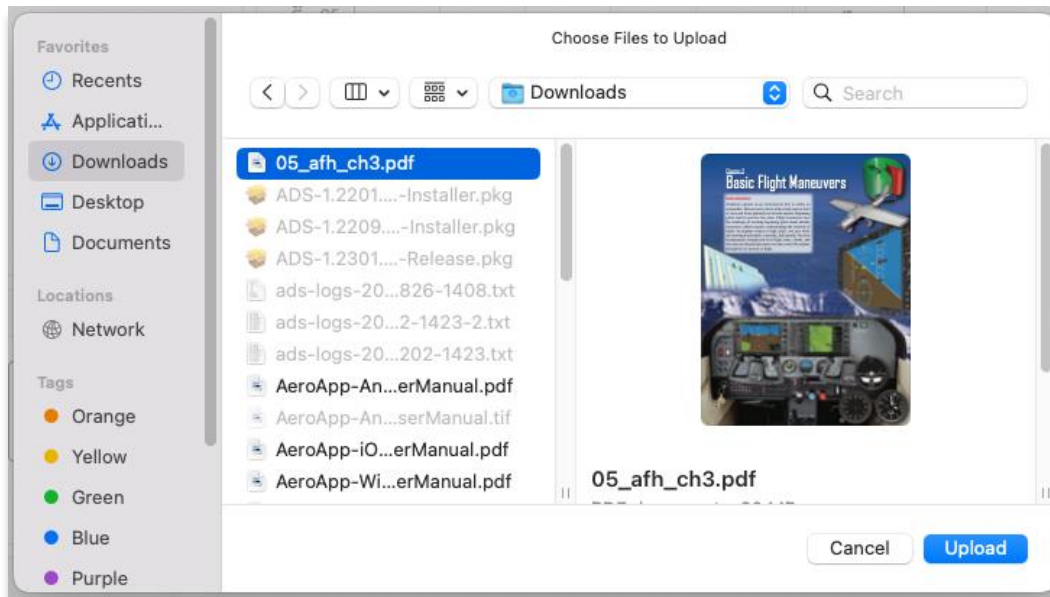 Choose Files to Upload
Favorites
Recents
Applicati...
Downloads
Desktop
Documents
Locations
Network
Tags
Orange
Yellow
Green
Blue
Purple
Downloads
Search
05_afh_ch3.pdf
ADS-1.2201....-Installer.pkg
ADS-1.2209....-Installer.pkg
ADS-1.2301....-Release.pkg
ads-logs-20...826-1408.txt
ads-logs-20...2-1423-2.txt
ads-logs-20...202-1423.txt
AeroApp-An...erManual.pdf
AeroApp-An...serManual.tif
AeroApp-iO...erManual.pdf
AeroApp-Wi...erManual.pdf
Basic Flight Maneuvers
05_afh_ch3.pdf
Cancel
Upload